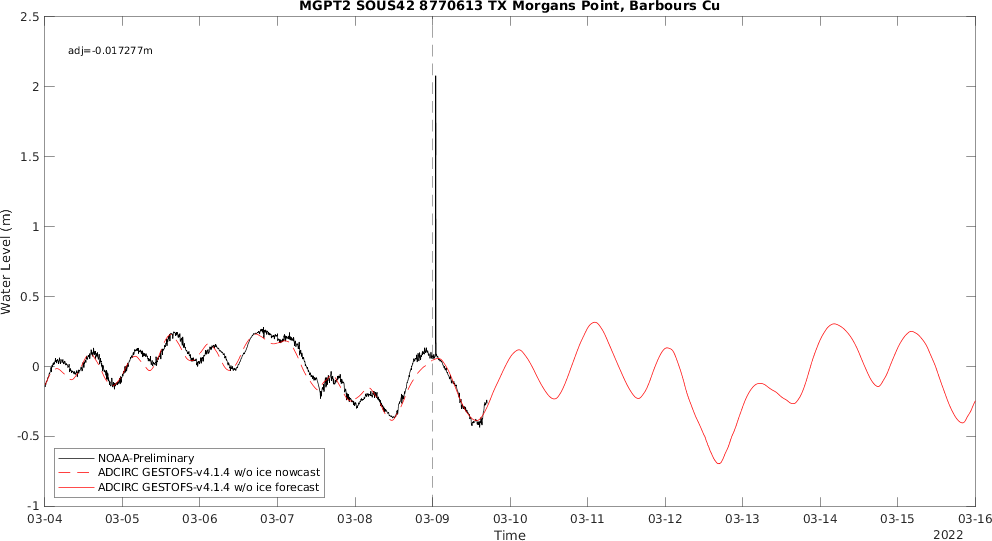 MGPT2 SOUS42 8770613 TX Morgans Point, Barbours Cu
adj=-0.017277m
Water Level (m)
2.5
2
1.5
1
0.5
0
-0.5
-1
NOAA-Preliminary
ADCIRC GESTOFS-v4.1.4 w/o ice nowcast
ADCIRC GESTOFS-v4.1.4 w/o ice forecast
03-04 03-05 03-06 03-07 03-08 03-09 03-10 03-11 03-12 03-13 03-14 03-15 03-16
Time
2022